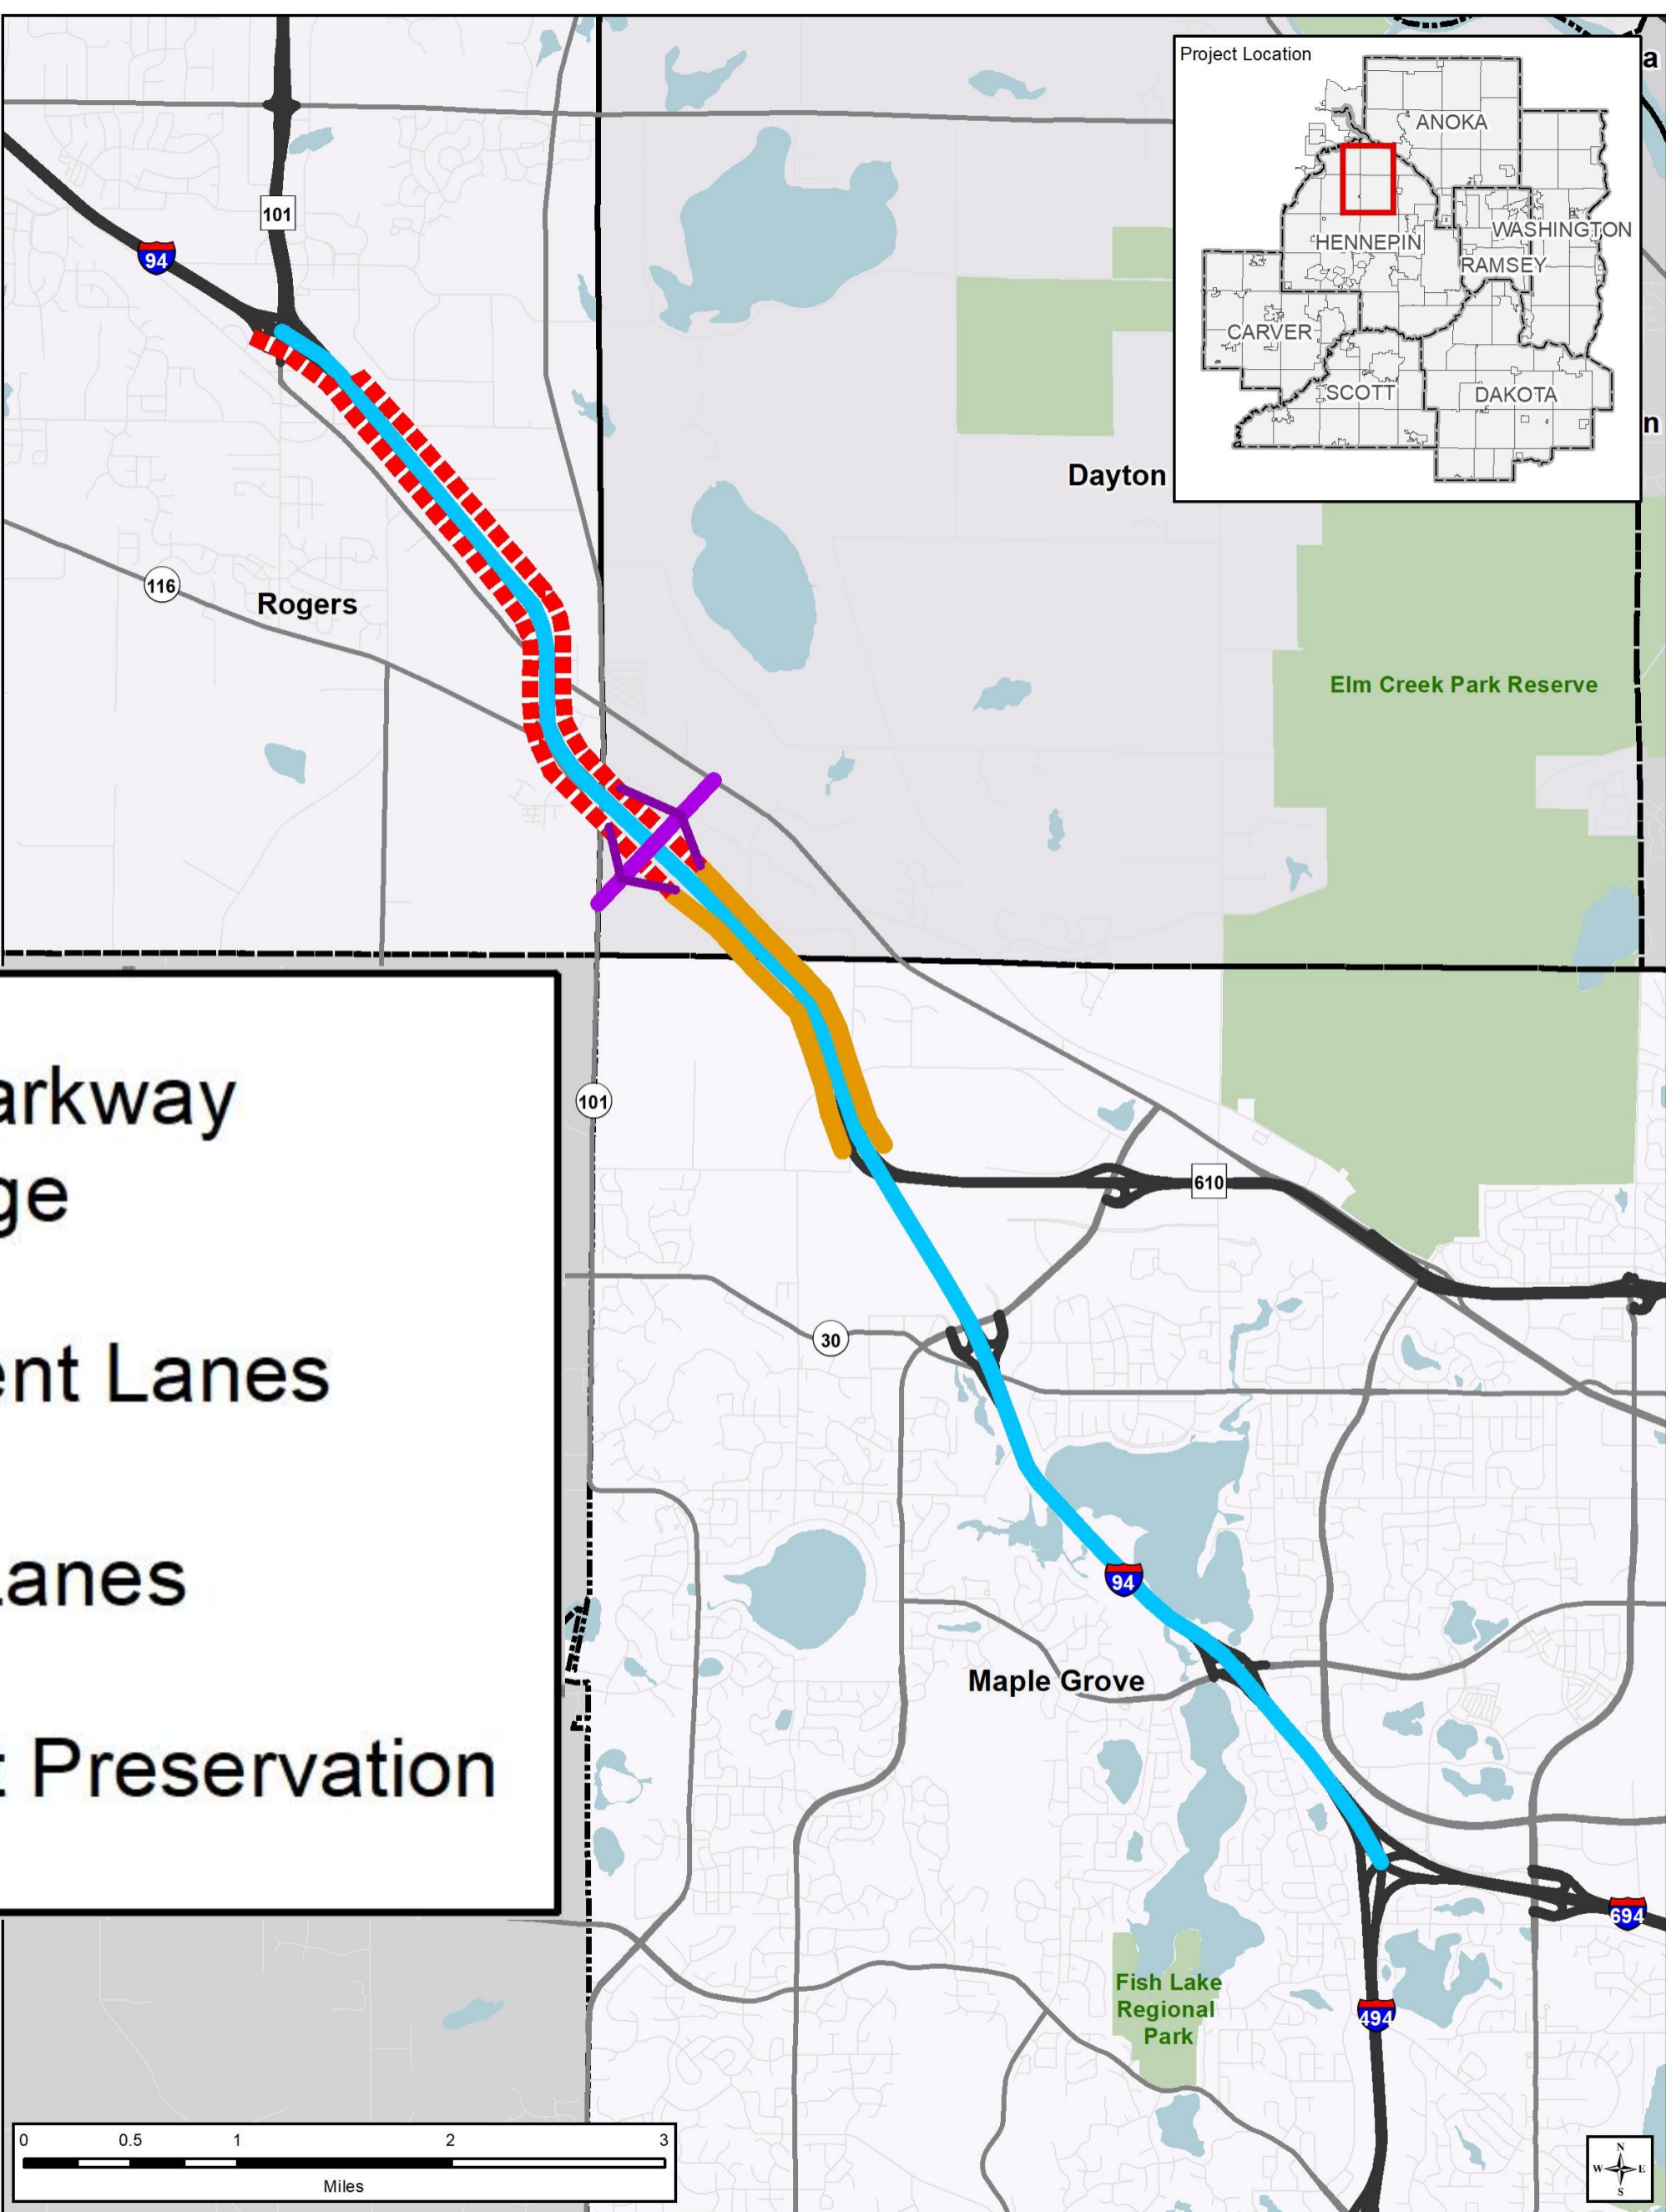 Project Location
ANOKA
WASHINGTON
HENNEPIN
RAMSEY
CARVER
SCOTT
DAKOTA
a
n
101
94
Dayton
116
Rogers
Elm Creek Park Reserve
arkway
ge
ent Lanes
Lanes
t Preservation
101
610
30
94
Maple Grove
694
494
Fish Lake
Regional
Park
0 0.5 1 2 3
Miles
N
W E
S